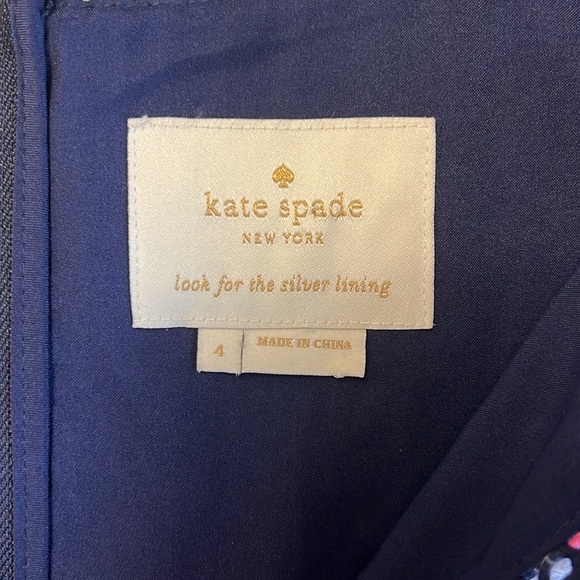 kate spade
NEW YORK
look for the silver lining
4
MADE IN CHINA